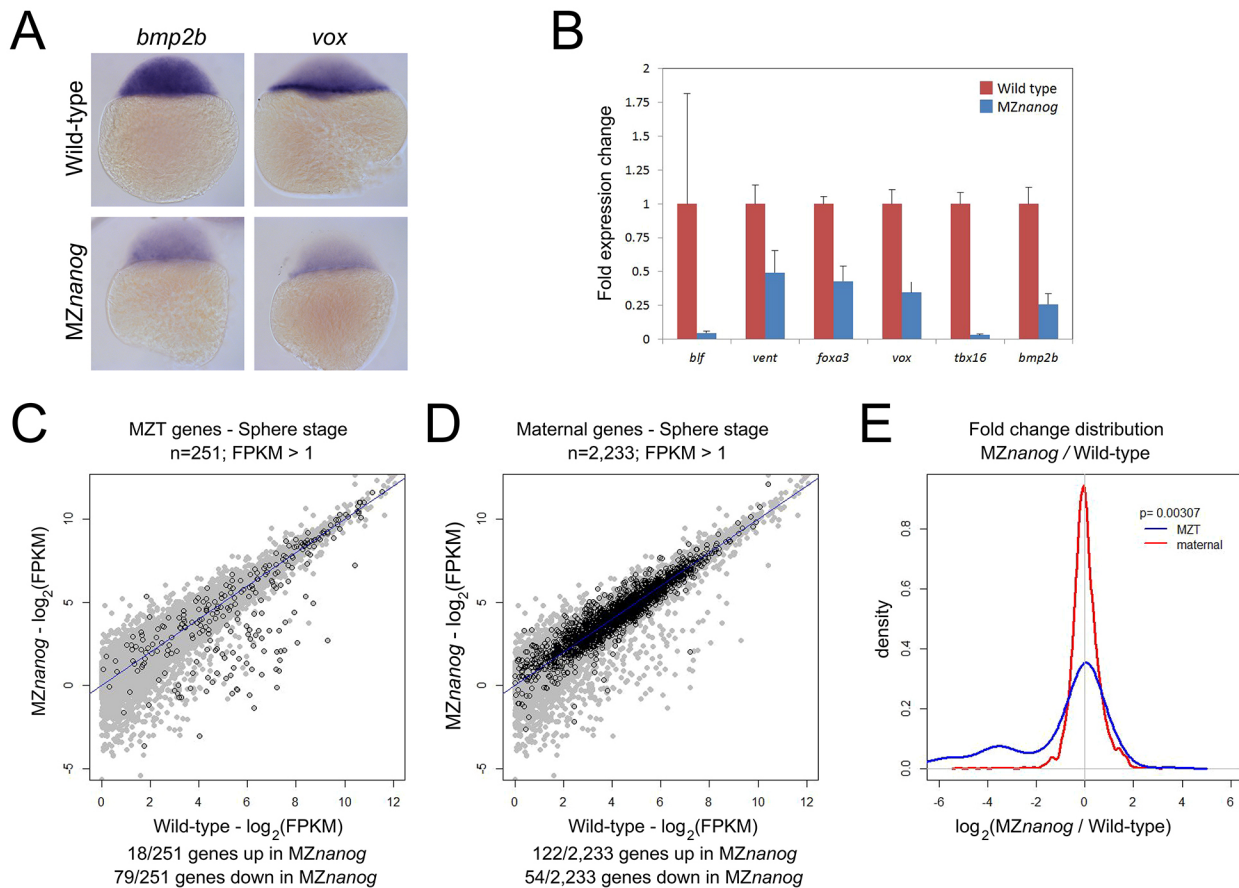 A
bmp2b
vox
Wild-type
MZnanog
B
Fold expression change
2
1.75
1.5
1.25
1
0.75
0.5
0.25
0
Wild type
MZnanog
blf
vent
foxa3
vox
tbx16
bmp2b
C
MZT genes - Sphere stage
n=251; FPKM > 1
MZnanog - log2(FPKM)
10
5
0
-5
0 2 4 6 8 10 12
Wild-type - log2(FPKM)
18/251 genes up in MZnanog
79/251 genes down in MZnanog
D
Maternal genes - Sphere stage
n=2,233; FPKM > 1
MZnanog - log2(FPKM)
10
5
0
-5
0 2 4 6 8 10 12
Wild-type - log2(FPKM)
122/2,233 genes up in MZnanog
54/2,233 genes down in MZnanog
E
Fold change distribution
MZnanog / Wild-type
density
0.8
0.6
0.4
0.2
0.0
p= 0.00307
MZT
maternal
-6 -4 -2 0 2 4 6
log2(MZnanog / Wild-type)